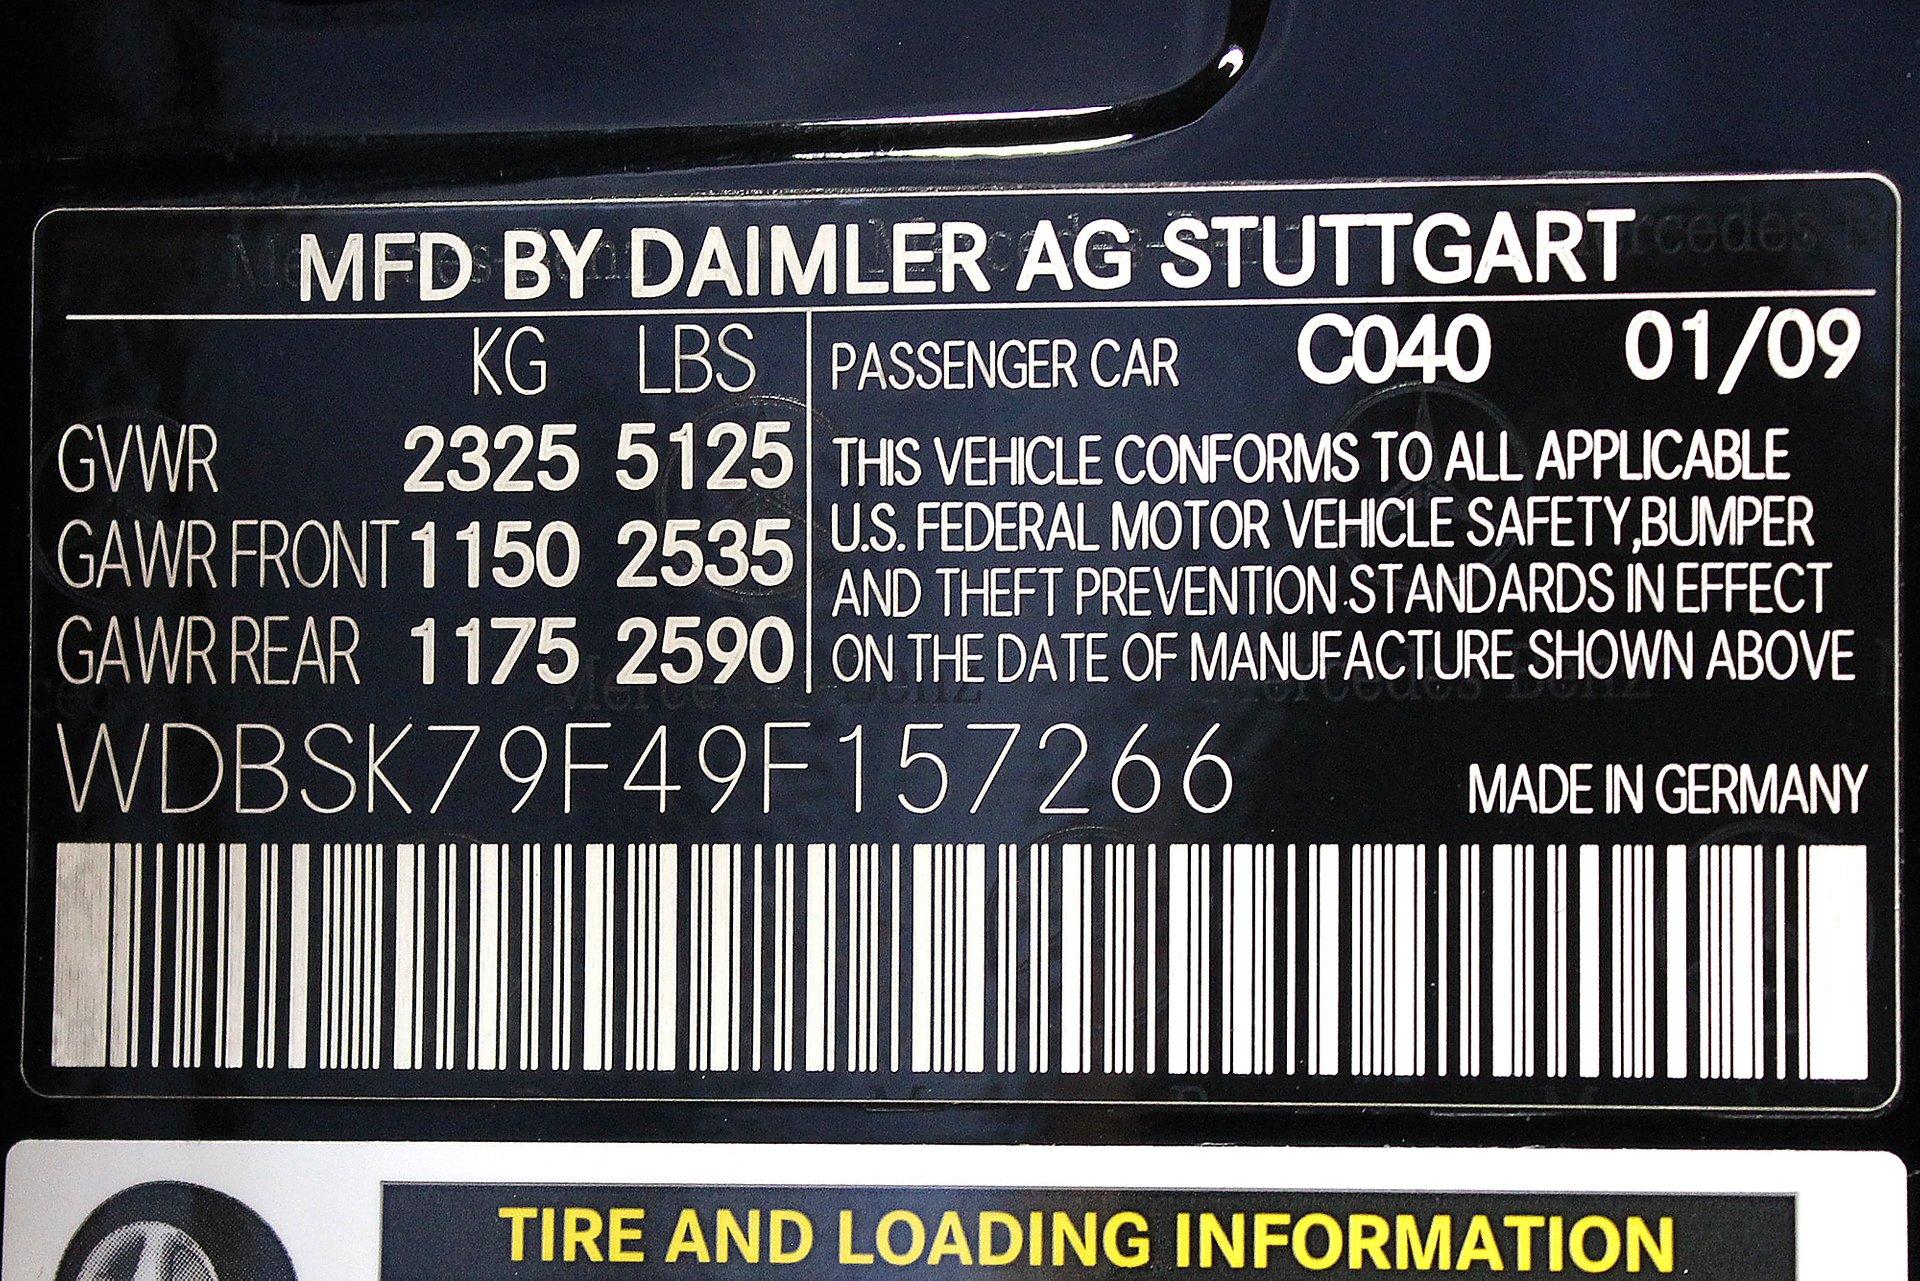 MFD BY DAIMLER AG STUTTGART
KG LBS
GVWR 2325 5125
GAWR FRONT 1150 2535
GAWR REAR 1175 2590
PASSENGER CAR C040 01/09
THIS VEHICLE CONFORMS TO ALL APPLICABLE
U.S. FEDERAL MOTOR VEHICLE SAFETY,BUMPER
AND THEFT PREVENTION STANDARDS IN EFFECT
ON THE DATE OF MANUFACTURE SHOWN ABOVE
WDBSK79F49F157266
MADE IN GERMANY
TIRE AND LOADING INFORMATION